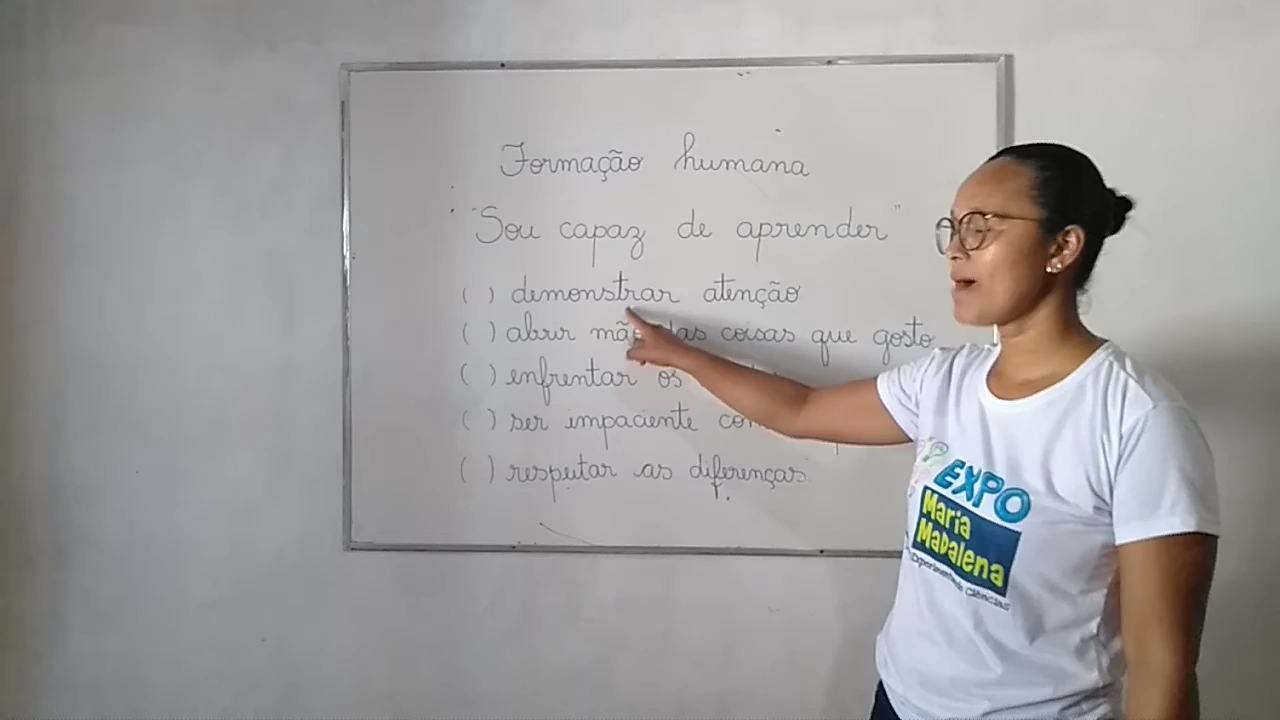 Formação humana
"Sou capaz de aprender"
( ) demonstrar atenção
( ) abrir mão das coisas que gosto
( ) enfrentar os
( ) ser impaciente
( ) respeitar as diferenças
EXPO
Maria
Madalena
Ciências